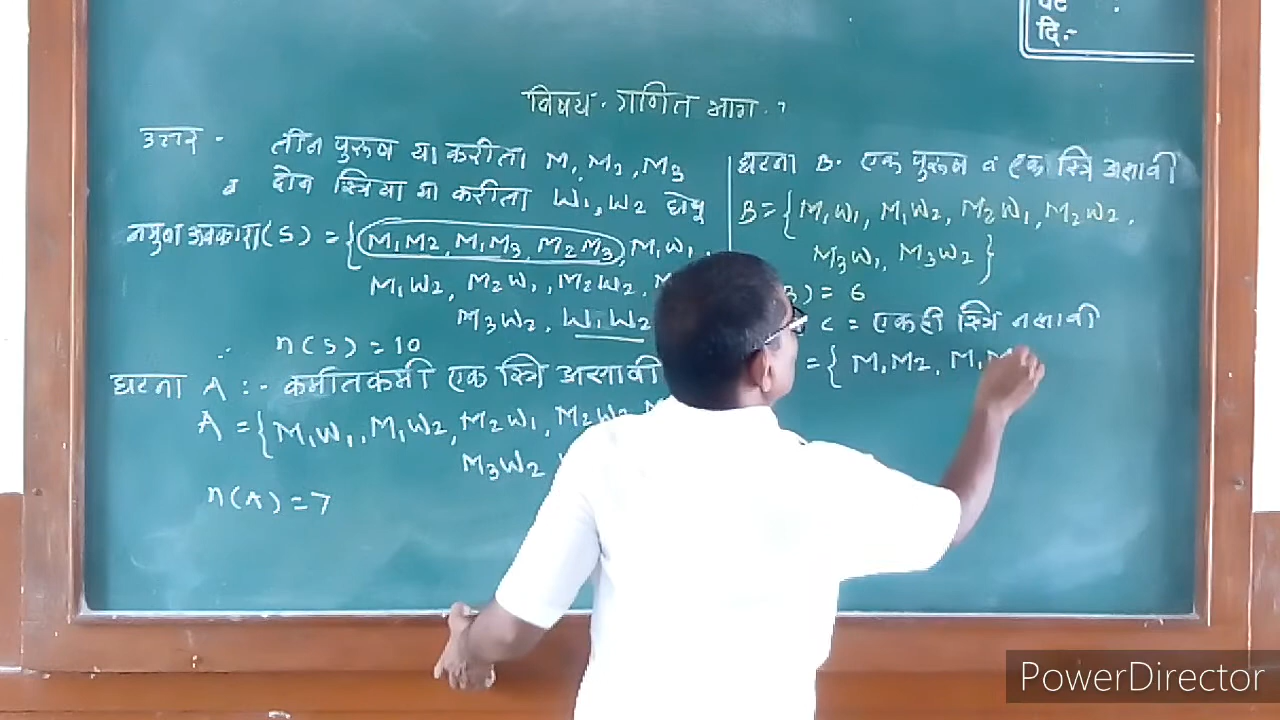 दि:-
विषय - गणित भाग - १
उत्तर - तीन पुरुष या करीता M1, M2, M3
व दोन स्त्रिया या करीता W1, W2 घेवू
नमुना अवकाश (S) = { M1M2, M1M3, M2M3, M1W1,
M1W2, M2W1, M2W2,
M3W2, W1W2
∴ n(S) = 10
घटना A :- कमीतकमी एक स्त्रि असावी
A = { M1W1, M1W2, M2W1, M2W2
M3W2
n(A) = 7
घटना B - एक पुरुष व एक स्त्रि असावी
B = { M1W1, M1W2, M2W1, M2W2,
M3W1, M3W2 }
) = 6
C = एकही स्त्रि नसावी
= { M1M2, M1
PowerDirector